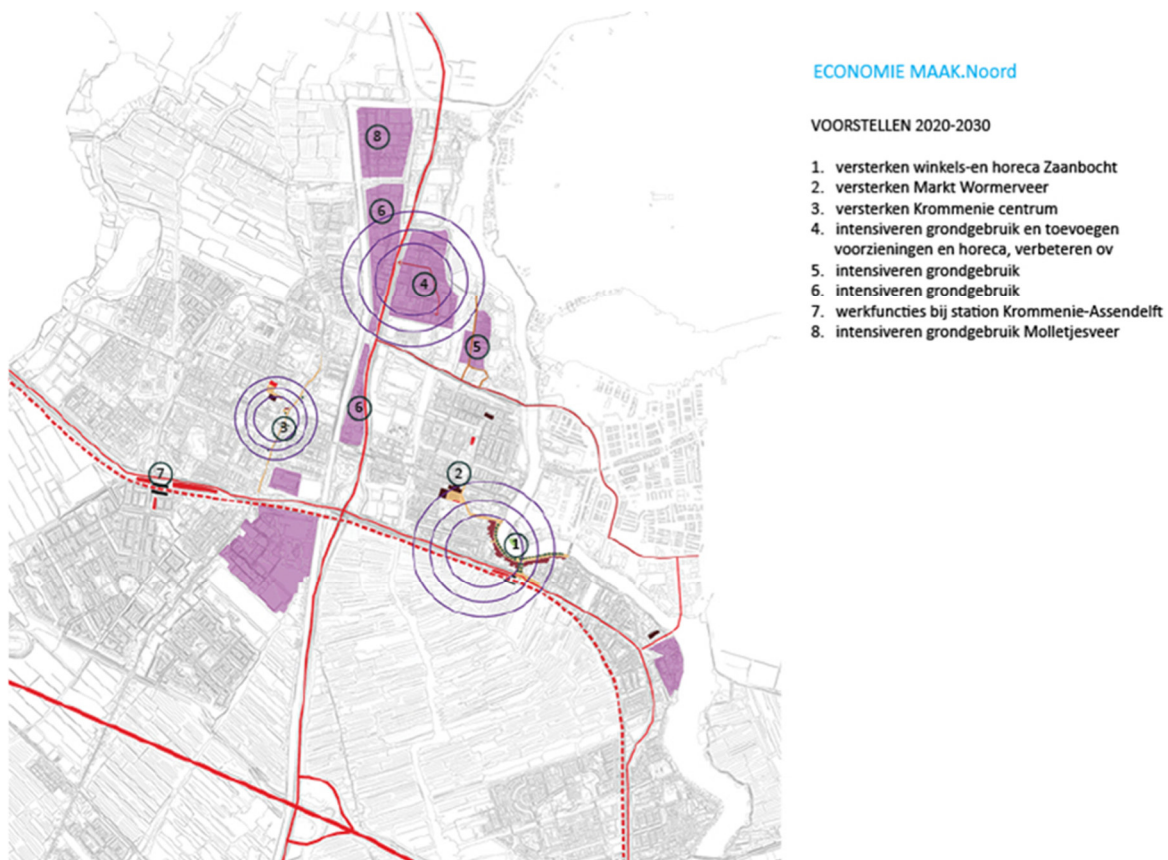 ECONOMIE MAAK.Noord
VOORSTELLEN 2020-2030
1. versterken winkels-en horeca Zaanbocht
2. versterken Markt Wormerveer
3. versterken Krommenie centrum
4. intensiveren grondgebruik en toevoegen
voorzieningen en horeca, verbeteren ov
5. intensiveren grondgebruik
6. intensiveren grondgebruik
7. werkfuncties bij station Krommenie-Assendelft
8. intensiveren grondgebruik Molletjesveer
8
6
4
5
6
3
7
2
1